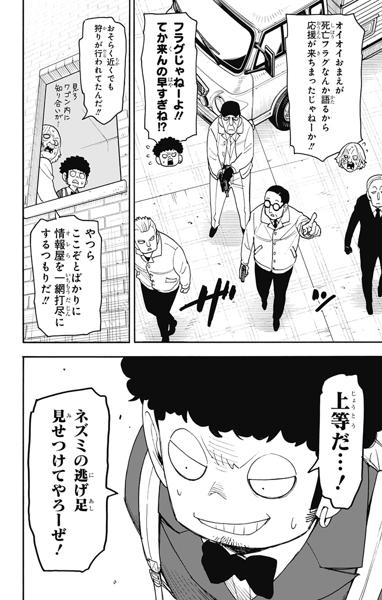 オイオイおまえが
死亡フラグなんか語るから
応援が来ちまったじゃねーか!!
フラグじゃねーよ!!
てか来んの早すぎね!?
おそらく近くでも
狩りが行われてたんだ!!
見ろ
ワゴン内に
知り合いが…
やつら
ここぞとばかりに
情報屋を一網打尽に
するつもりだ!!
上等だ…!
ネズミの逃げ足
見せつけてやろーぜ!